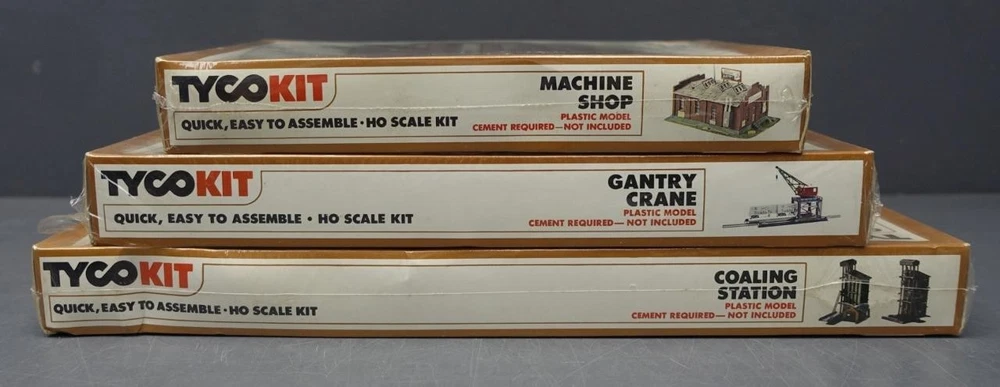 TYCOKIT
QUICK, EASY TO ASSEMBLE • HO SCALE KIT
MACHINE
SHOP
PLASTIC MODEL
CEMENT REQUIRED—NOT INCLUDED
TYCOKIT
QUICK, EASY TO ASSEMBLE • HO SCALE KIT
GANTRY
CRANE
PLASTIC MODEL
CEMENT REQUIRED—NOT INCLUDED
TYCOKIT
QUICK, EASY TO ASSEMBLE • HO SCALE KIT
COALING
STATION
PLASTIC MODEL
CEMENT REQUIRED—NOT INCLUDED